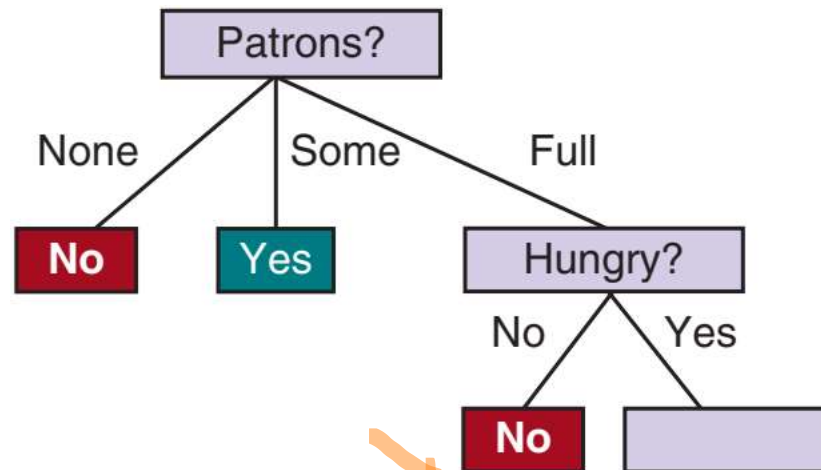 Patrons?
None Some Full
No Yes Hungry?
No Yes
No